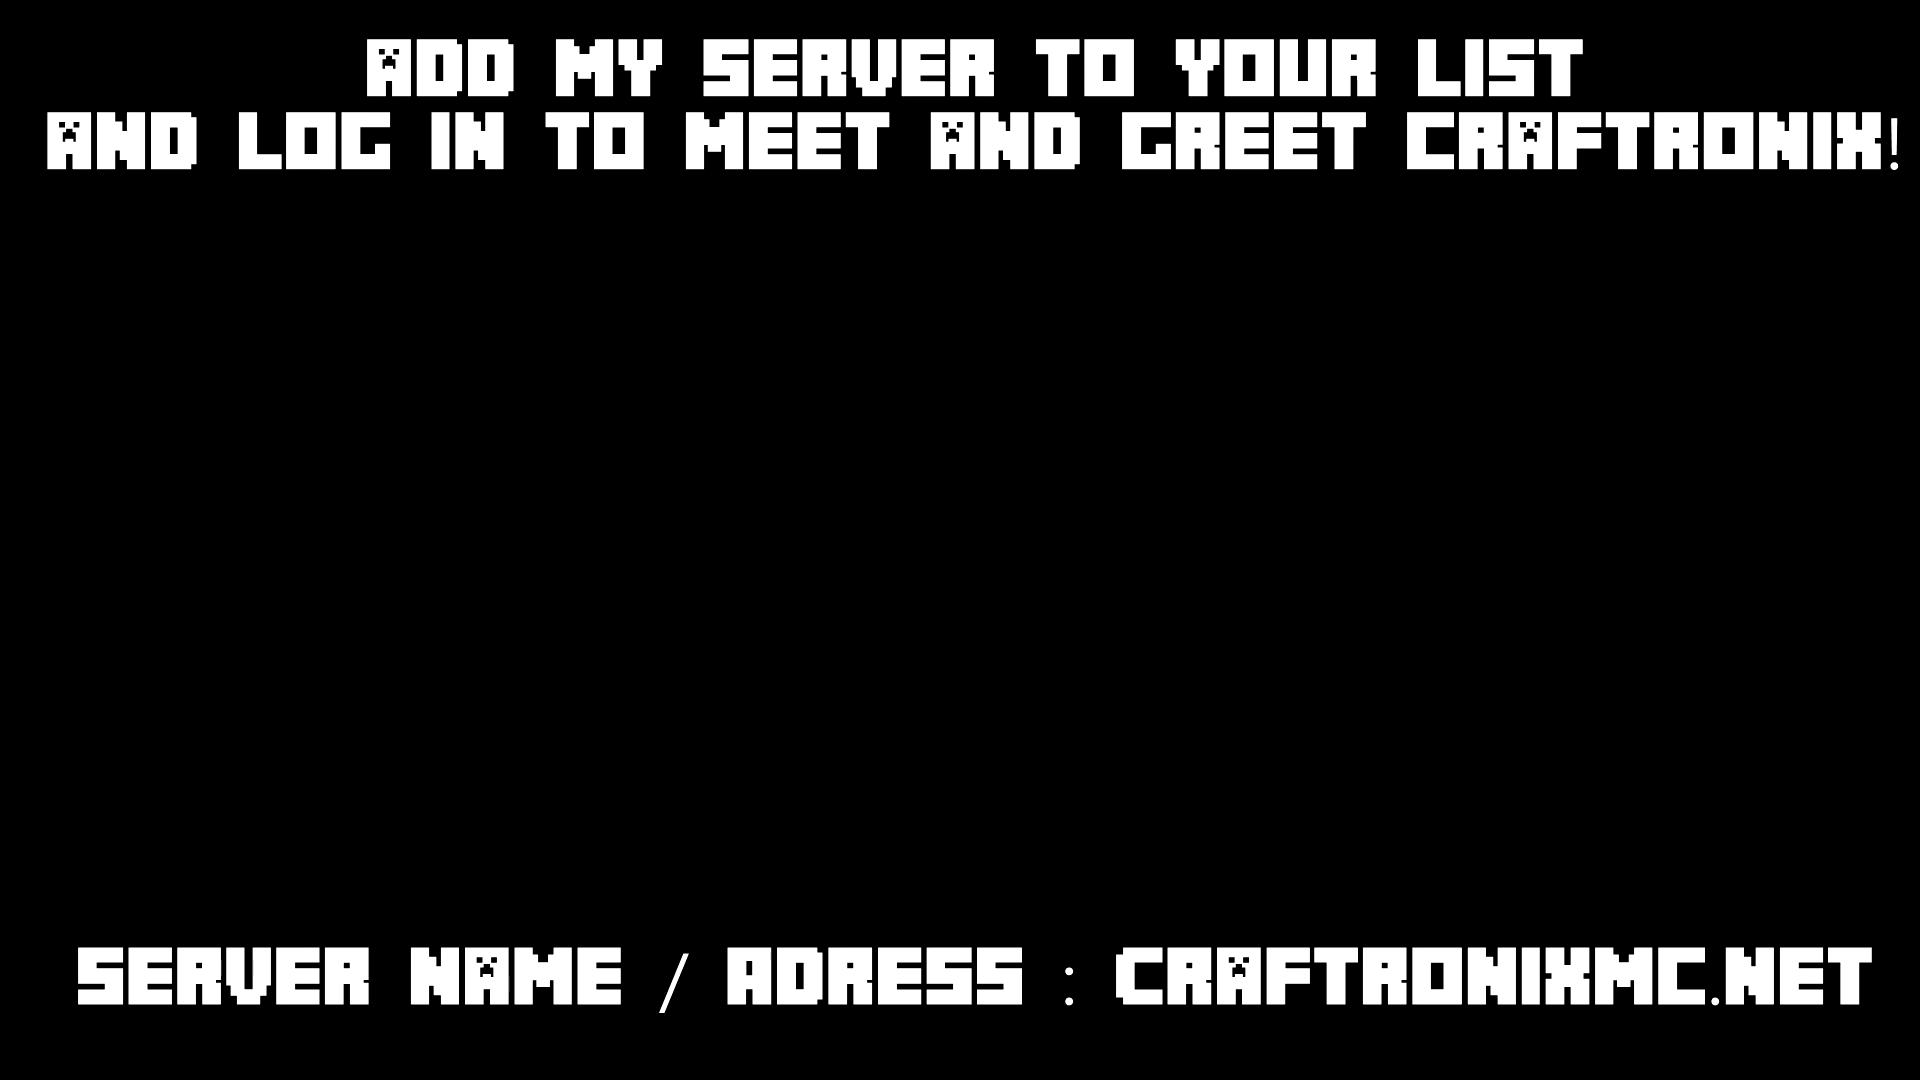 ADD MY SERVER TO YOUR LIST
AND LOG IN TO MEET AND GREET CRAFTRONIX!
SERVER NAME / ADRESS : CRAFTRONIXMC.NET